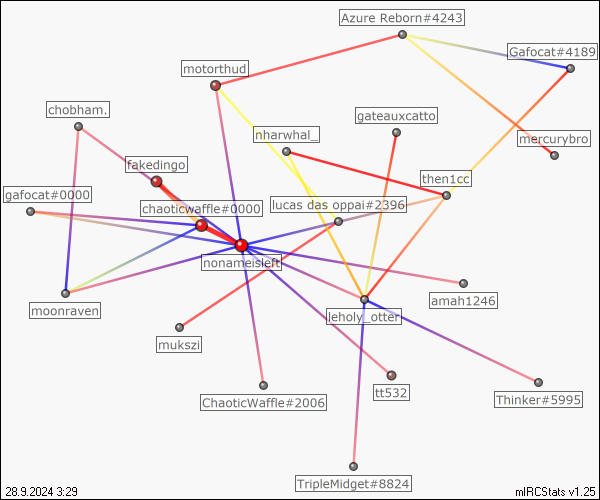 Azure Reborn#4243
Gafocat#4189
motorthud
chobham.
gateauxcatto
nharwhal_
mercurybro
fakedingo
then1cc
gafocat#0000
chaoticwaffle#0000
lucas das oppai#2396
nonameisleft
amah1246
moonraven
leholy_otter
mukszi
ChaoticWaffle#2006
tt532
Thinker#5995
TripleMidget#8824
28.9.2024 3:29
mIRCStats v1.25